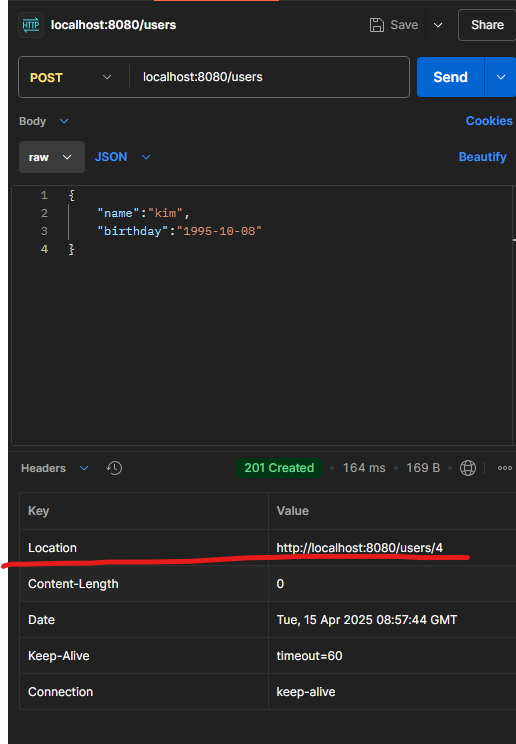 HTTP localhost:8080/users Save Share
POST localhost:8080/users Send
Body Cookies
raw JSON Beautify
1 {
2 "name":"kim",
3 "birthday":"1995-10-08"
4 }
Headers 201 Created • 164 ms • 169 B •
Key Value
Location http://localhost:8080/users/4
Content-Length 0
Date Tue, 15 Apr 2025 08:57:44 GMT
Keep-Alive timeout=60
Connection keep-alive